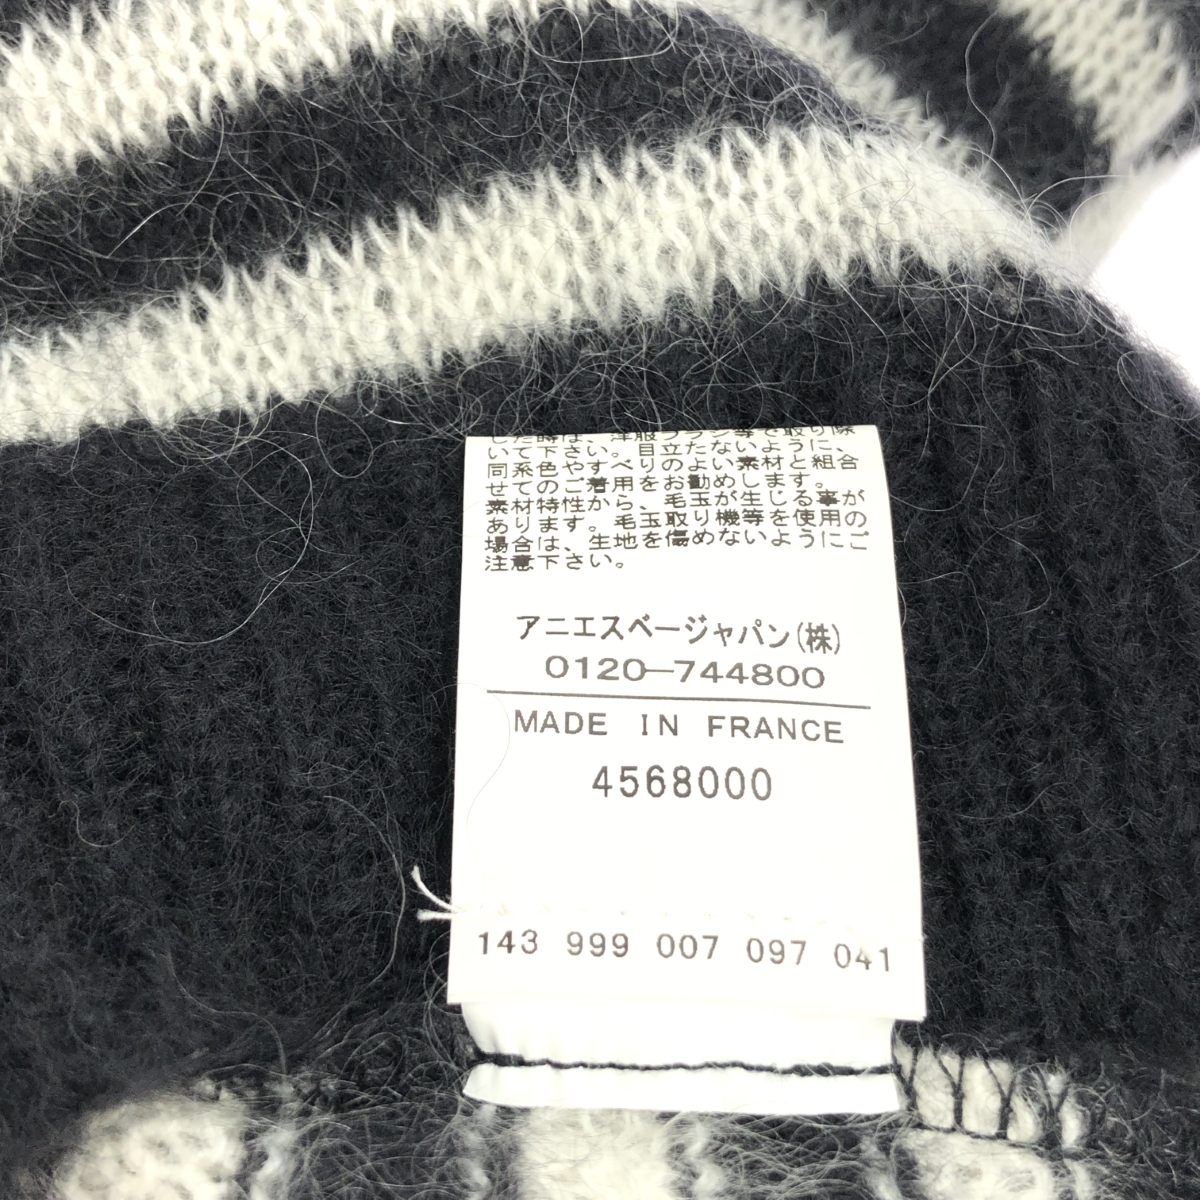 した時は、洋服ブラシ等で取り除
いて下さい。目立たないように、
同系色やすべりのよい素材と組合
せてのご着用をお勧めします。
素材特性から、毛玉が生じる事が
あります。毛玉取り機等を使用の
場合は、生地を傷めないようにご
注意下さい。
アニエスベージャパン(株)
0120-744800
MADE IN FRANCE
4568000
143 999 007 097 041